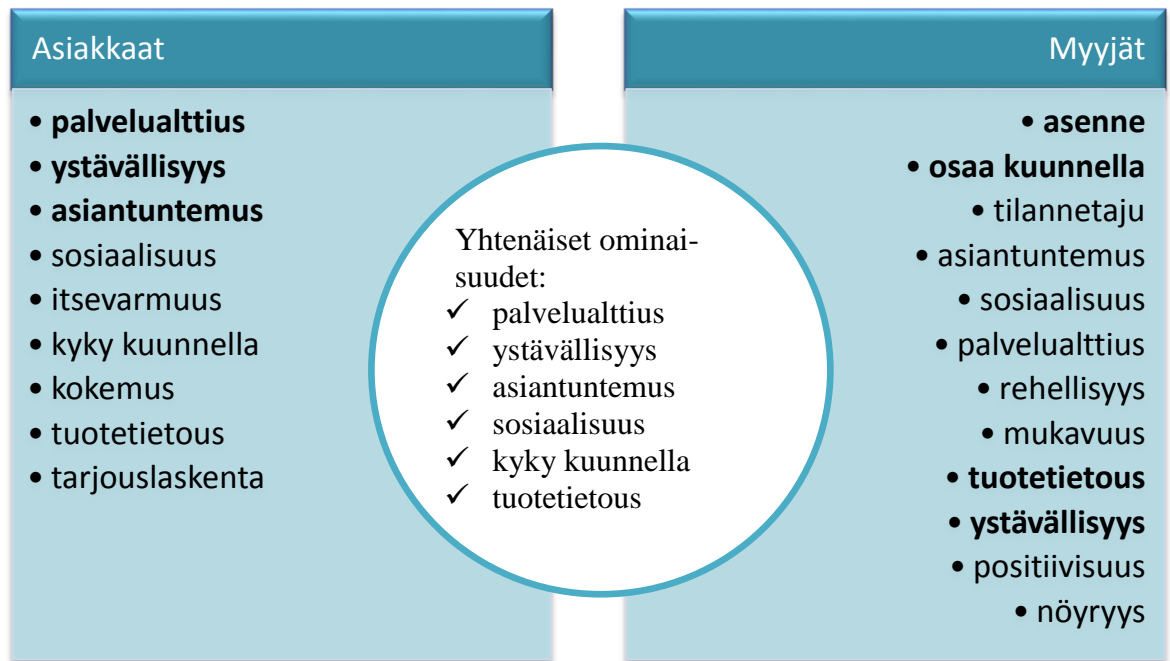 Asiakkaat
• palvelualttius
• ystävällisyys
• asiantuntemus
• sosiaalisuus
• itsevarmuus
• kyky kuunnella
• kokemus
• tuotetietous
• tarjouslaskenta
Yhtenäiset ominai-
suudet:
✓ palvelualttius
✓ ystävällisyys
✓ asiantuntemus
✓ sosiaalisuus
✓ kyky kuunnella
✓ tuotetietous
Myyjät
• asenne
• osaa kuunnella
• tilannetaju
• asiantuntemus
• sosiaalisuus
• palvelualttius
• rehellisyys
• mukavuus
• tuotetietous
• ystävällisyys
• positiivisuus
• nöyryys